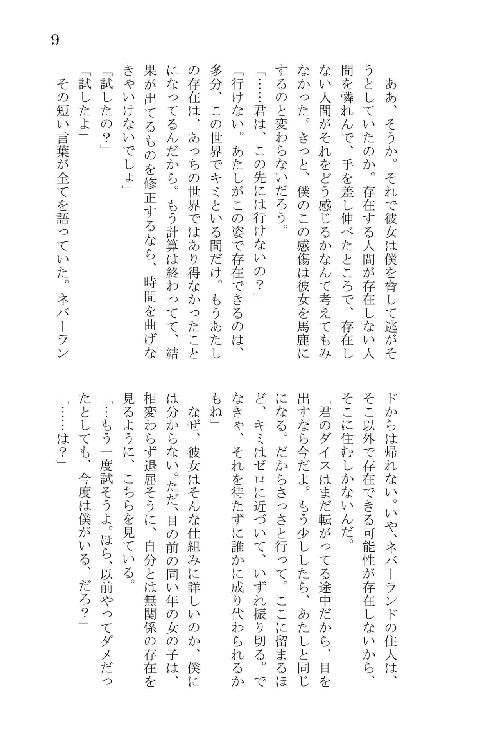 9
　ああ、そうか。それで彼女は僕を脅して逃がそ
うとしていたのか。存在する人間が存在しない人
間を憐れんで、手を差し伸べたところで、存在し
ない人間がそれをどう感じるかなんて考えてもみ
なかった。きっと、僕のこの感傷は彼女を馬鹿に
するのと変わらないだろう。
「……君は、この先には行けないの？」
「行けない。あたしがこの姿で存在できるのは、
多分、この世界でキミといる間だけ。もうあたし
の存在は、あっちの世界ではあり得なかったこと
になってるんだから。もう計算は終わってて、結
果が出てるものを修正するなら、時間を曲げな
きゃいけないでしょ」
「試したの？」
「試したよ」
　その短い言葉が全てを語っていた。ネバーラン
ドからは帰れない。いや、ネバーランドの住人は、
そこ以外で存在できる可能性が存在しないから、
そこに住むしかないんだ。
「君のダイスはまだ転がってる途中だから、目を
出すなら今だよ。もう少ししたら、あたしと同じ
になる。だからさっさと行って。ここに留まるほ
ど、キミはゼロに近づいて、いずれ振り切る。で
なきゃ、それを待たずに誰かに成り代わられるか
もね」
　なぜ、彼女はそんな仕組みに詳しいのか、僕に
は分からない。ただ、目の前の同い年の女の子は、
相変わらず退屈そうに、自分とは無関係の存在を
見るように、こちらを見ている。
「…もう一度試そうよ。ほら、以前やってダメだっ
たとしても、今度は僕がいる、だろ？」
「……は？」